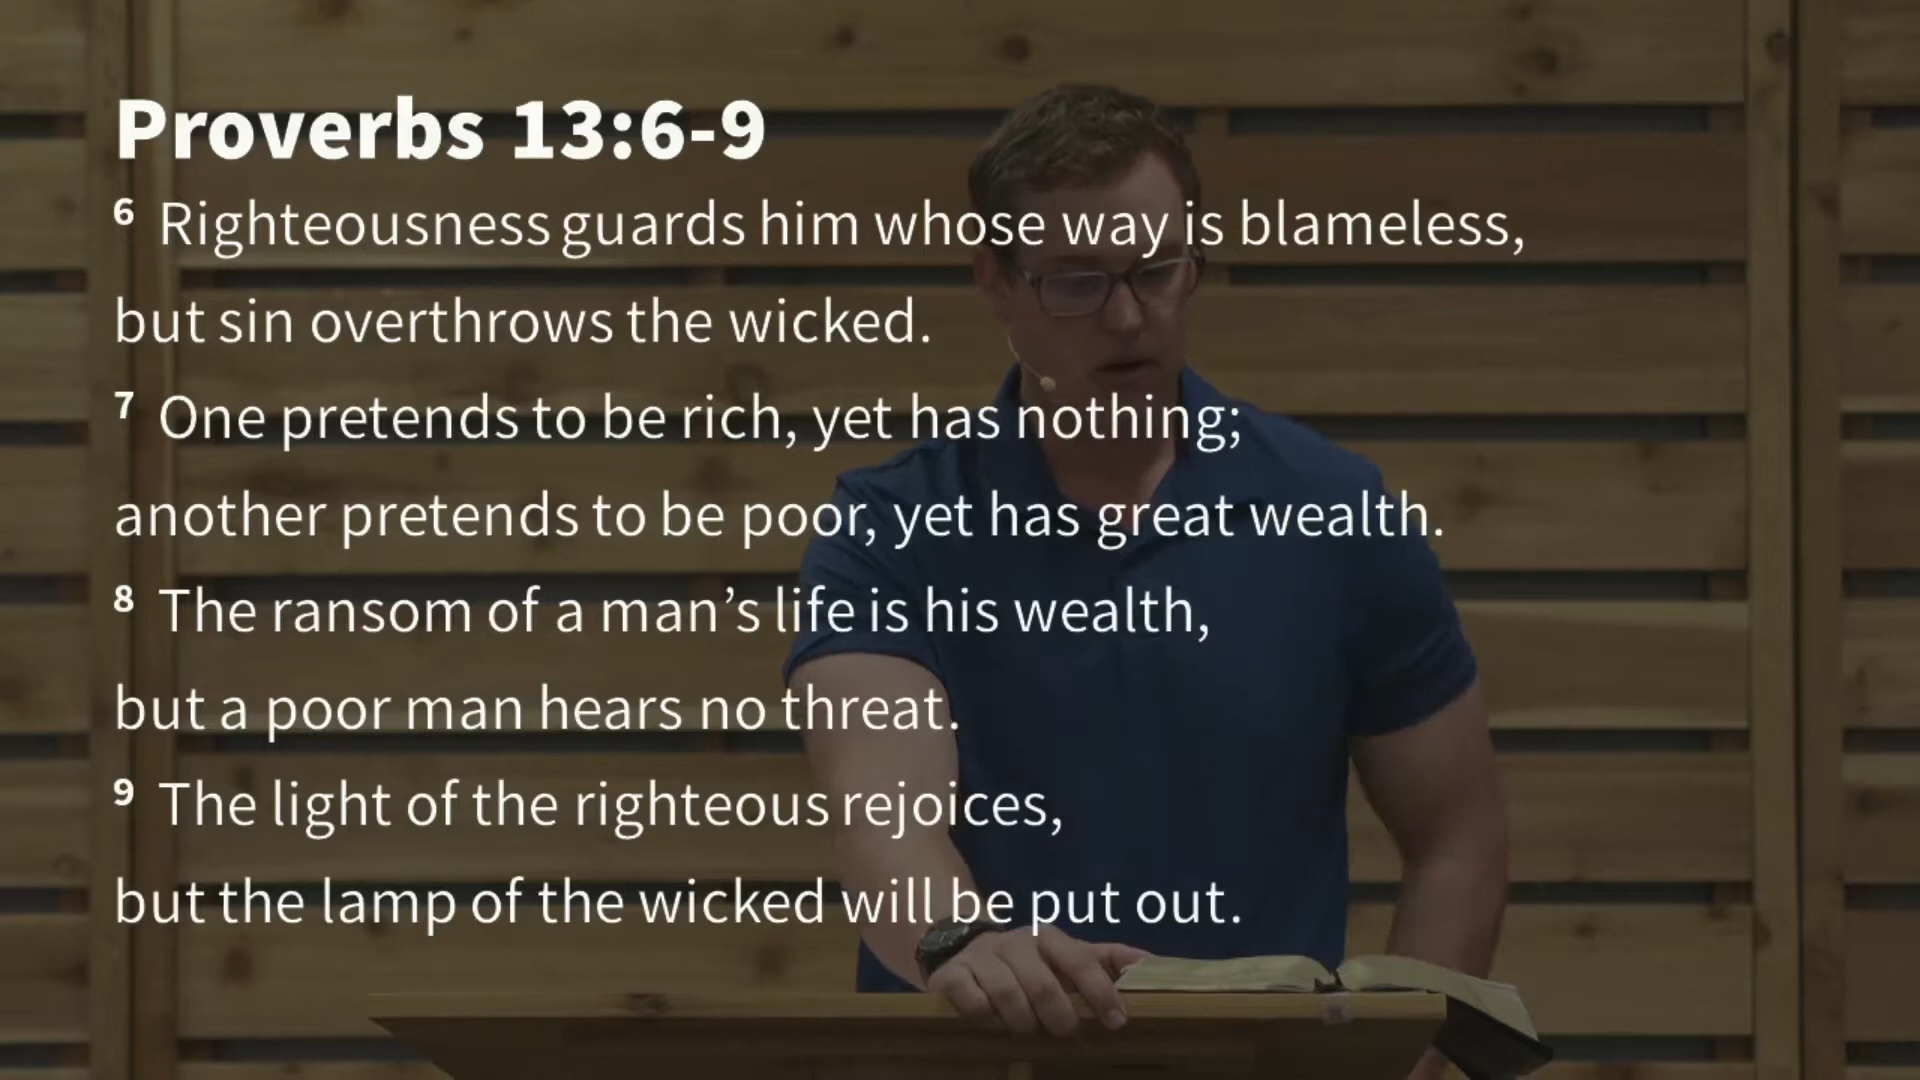 Proverbs 13:6-9
6 Righteousness guards him whose way is blameless,
but sin overthrows the wicked.
7 One pretends to be rich, yet has nothing;
another pretends to be poor, yet has great wealth.
8 The ransom of a man’s life is his wealth,
but a poor man hears no threat.
9 The light of the righteous rejoices,
but the lamp of the wicked will be put out.